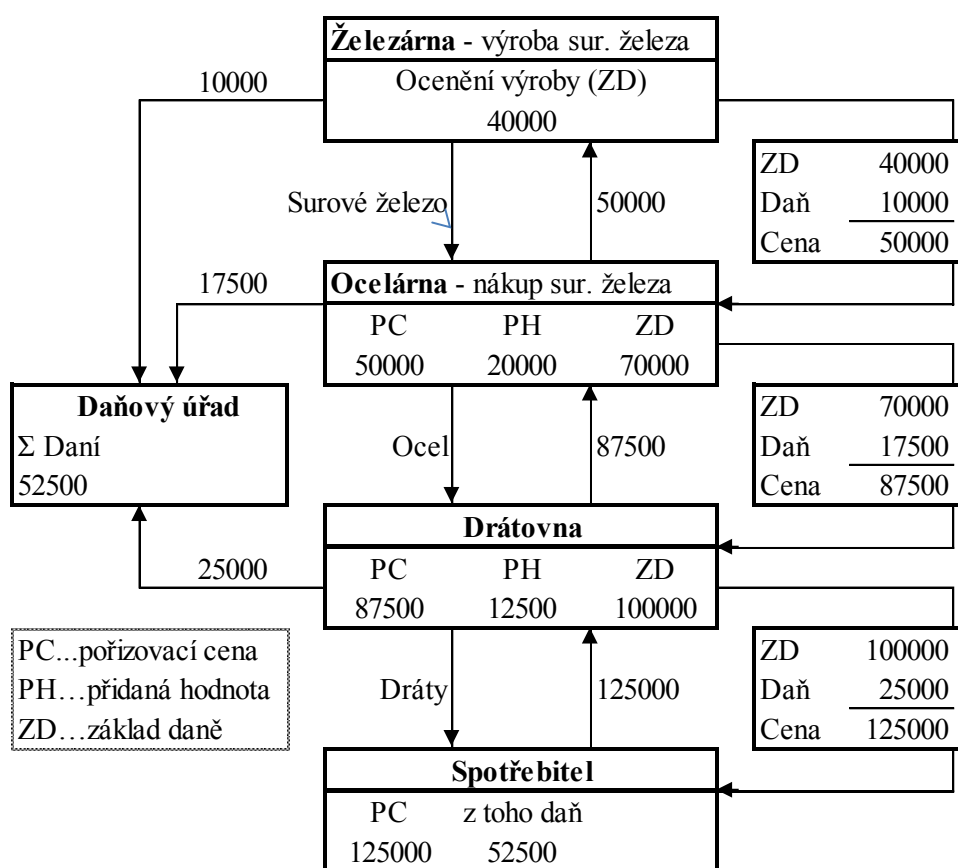 Železárna - výroba sur. železa
10000
Ocenění výroby (ZD)
40000
ZD 40000
Daň 10000
Cena 50000
Surové železo
50000
17500
Ocelárna - nákup sur. železa
PC PH ZD
50000 20000 70000
Daňový úřad
Σ Daní
52500
ZD 70000
Daň 17500
Cena 87500
Ocel
87500
Drátovna
25000
PC PH ZD
87500 12500 100000
PC...pořizovací cena
PH…přidaná hodnota
ZD…základ daně
ZD 100000
Daň 25000
Cena 125000
Dráty
125000
Spotřebitel
PC z toho daň
125000 52500